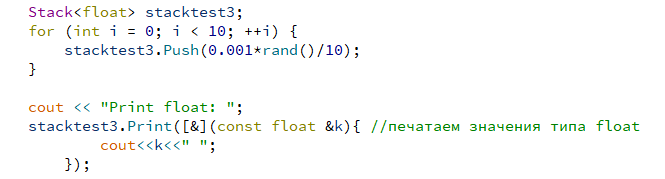 Stack<float> stacktest3;
for (int i = 0; i < 10; ++i) {
    stacktest3.Push(0.001*rand()/10);
}

cout << "Print float: ";
stacktest3.Print([&](const float &k){ //печатаем значения типа float
        cout<<k<<" ";
    });